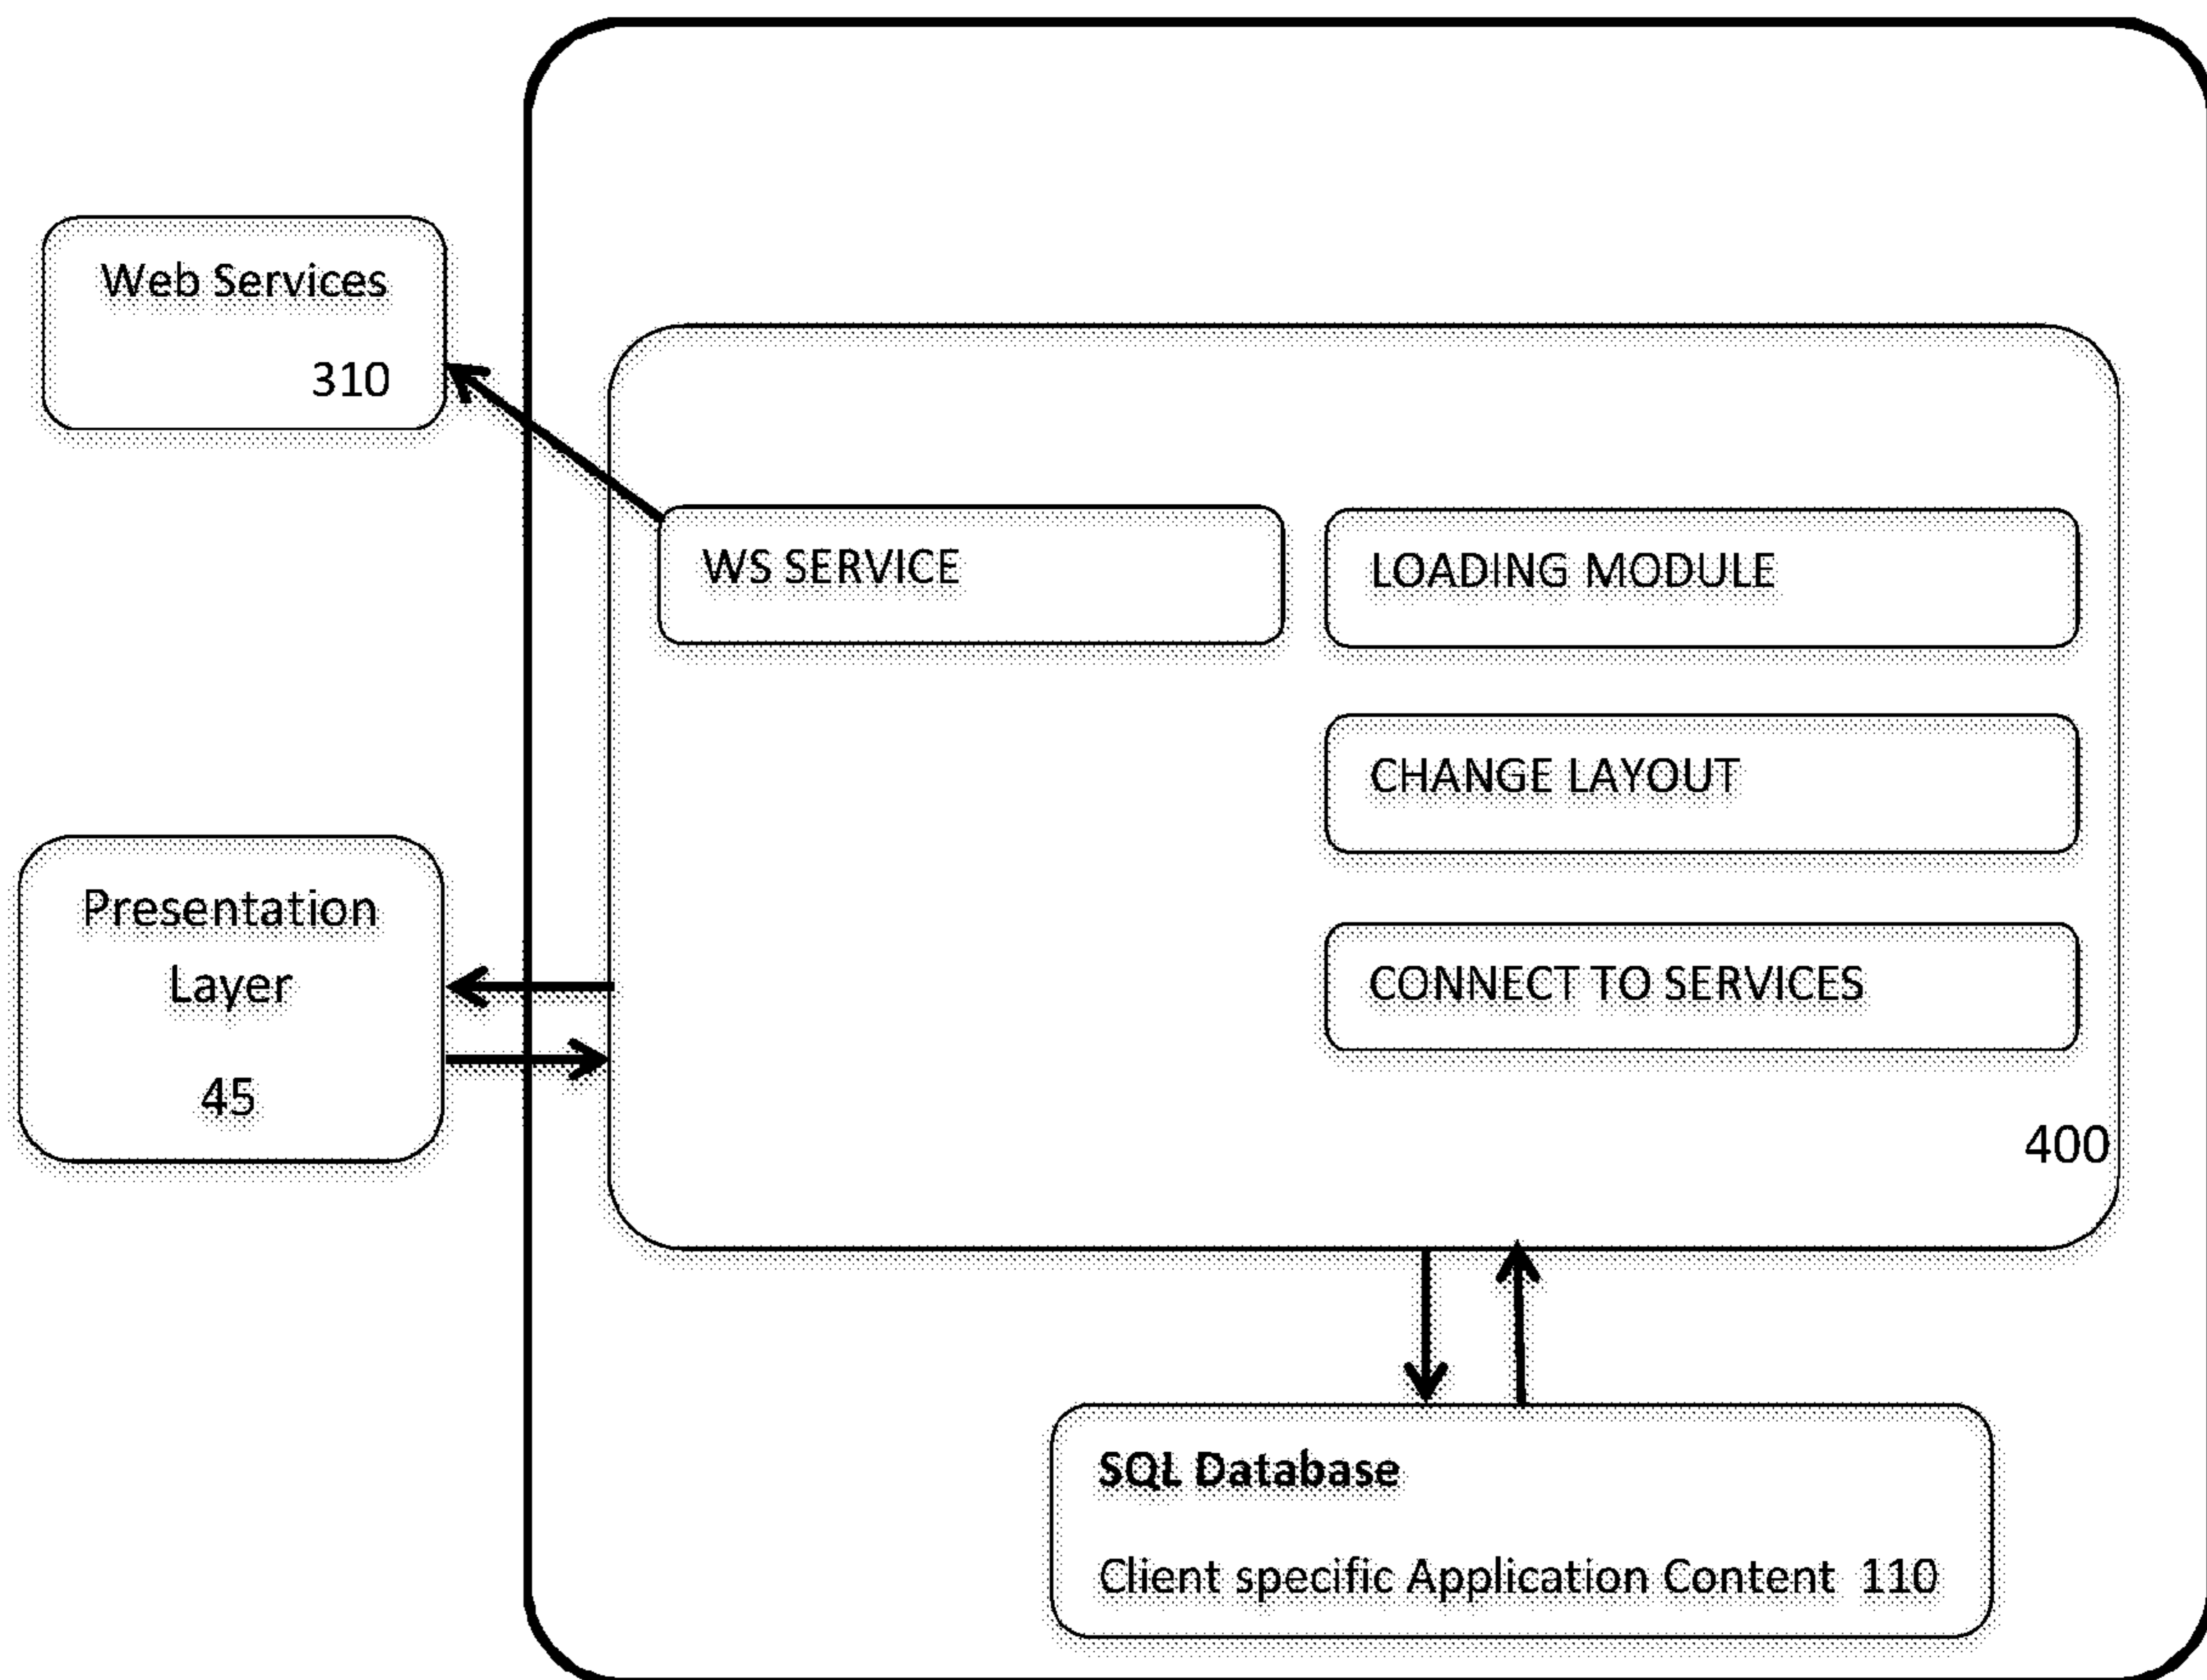 Web Services
310
WS SERVICE
LOADING MODULE
CHANGE LAYOUT
Presentation
Layer
45
CONNECT TO SERVICES
400
SQL Database
Client specific Application Content 110